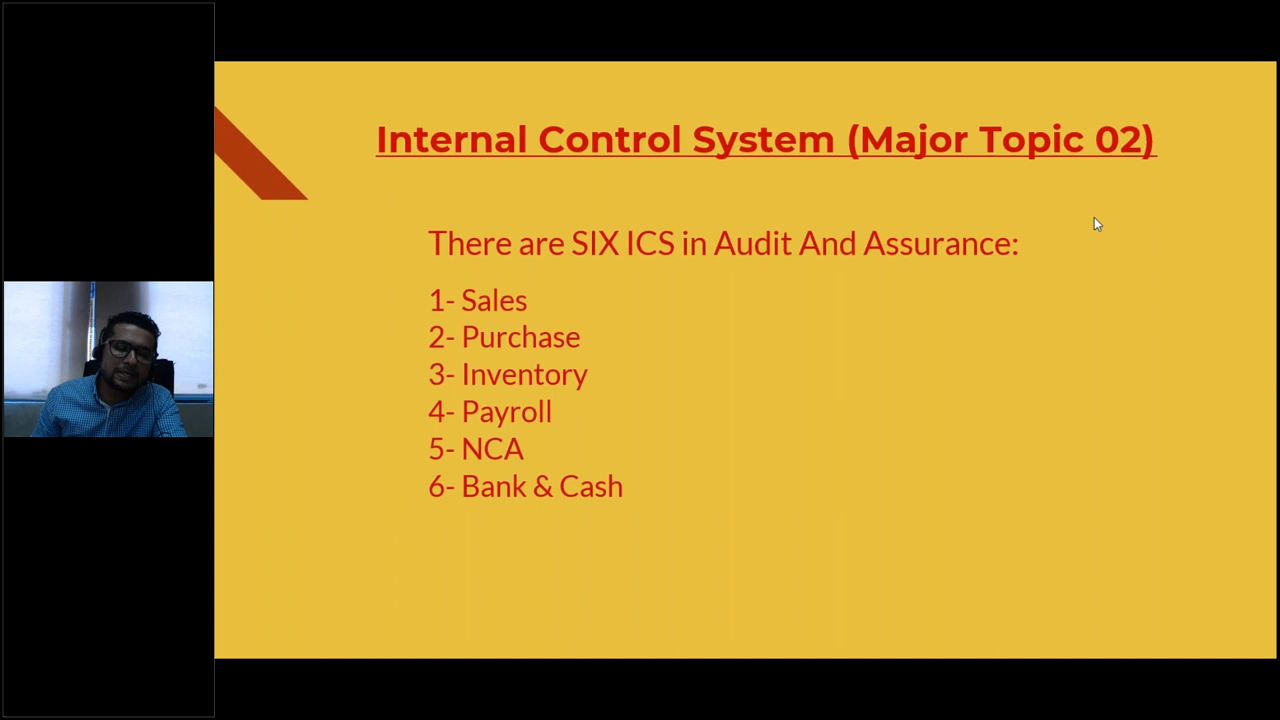 Internal Control System (Major Topic 02)
There are SIX ICS in Audit And Assurance:
1- Sales
2- Purchase
3- Inventory
4- Payroll
5- NCA
6- Bank & Cash